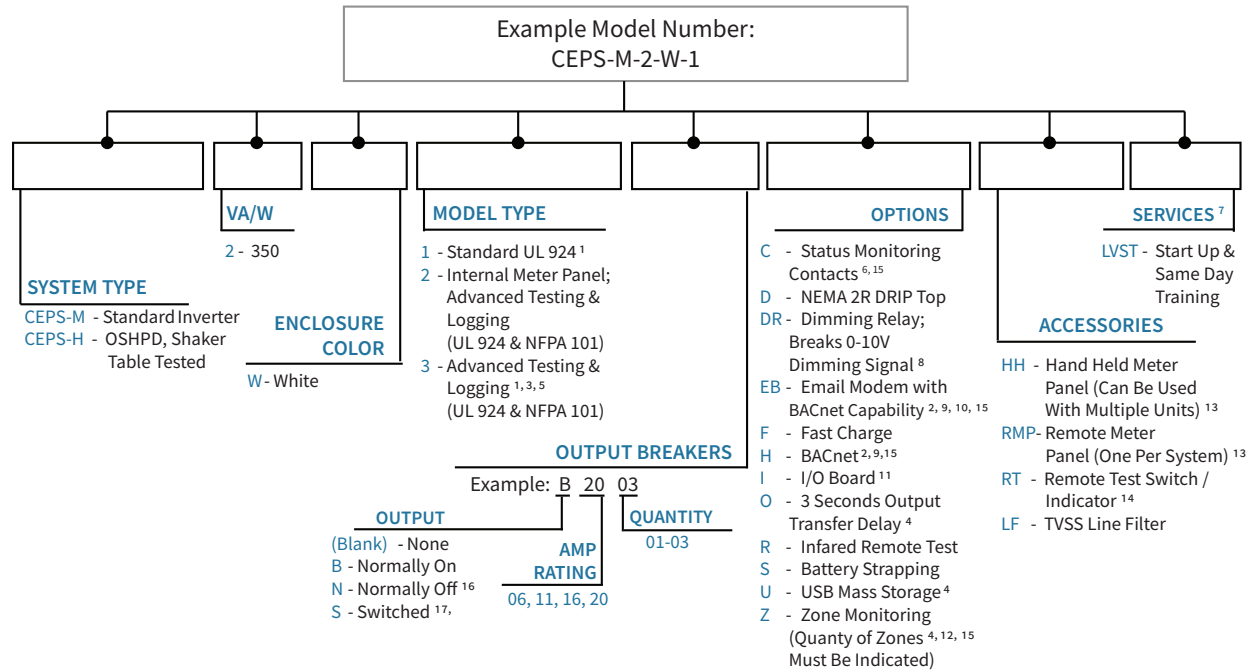 Example Model Number:
CEPS-M-2-W-1
SYSTEM TYPE
CEPS-M - Standard Inverter
CEPS-H - OSHPD, Shaker
Table Tested
VA/W
2 - 350
ENCLOSURE
COLOR
W - White
MODEL TYPE
1 - Standard UL 924 ¹
2 - Internal Meter Panel;
Advanced Testing &
Logging
(UL 924 & NFPA 101)
3 - Advanced Testing &
Logging ¹, ³, ⁵
(UL 924 & NFPA 101)
OUTPUT BREAKERS
Example: B 20 03
OUTPUT
(Blank) - None
B - Normally On
N - Normally Off ¹⁶
S - Switched ¹⁷,
AMP
RATING
06, 11, 16, 20
QUANTITY
01-03
OPTIONS
C - Status Monitoring
Contacts ⁶, ¹⁵
D - NEMA 2R DRIP Top
DR - Dimming Relay;
Breaks 0-10V
Dimming Signal ⁸
EB - Email Modem with
BACnet Capability ², ⁹, ¹⁰, ¹⁵
F - Fast Charge
H - BACnet ², ⁹, ¹⁵
I - I/O Board ¹¹
O - 3 Seconds Output
Transfer Delay ⁴
R - Infared Remote Test
S - Battery Strapping
U - USB Mass Storage ⁴
Z - Zone Monitoring
(Quanty of Zones ⁴, ¹², ¹⁵
Must Be Indicated)
ACCESSORIES
HH - Hand Held Meter
Panel (Can Be Used
With Multiple Units) ¹³
RMP- Remote Meter
Panel (One Per System) ¹³
RT - Remote Test Switch /
Indicator ¹⁴
LF - TVSS Line Filter
SERVICES ⁷
LVST - Start Up &
Same Day
Training